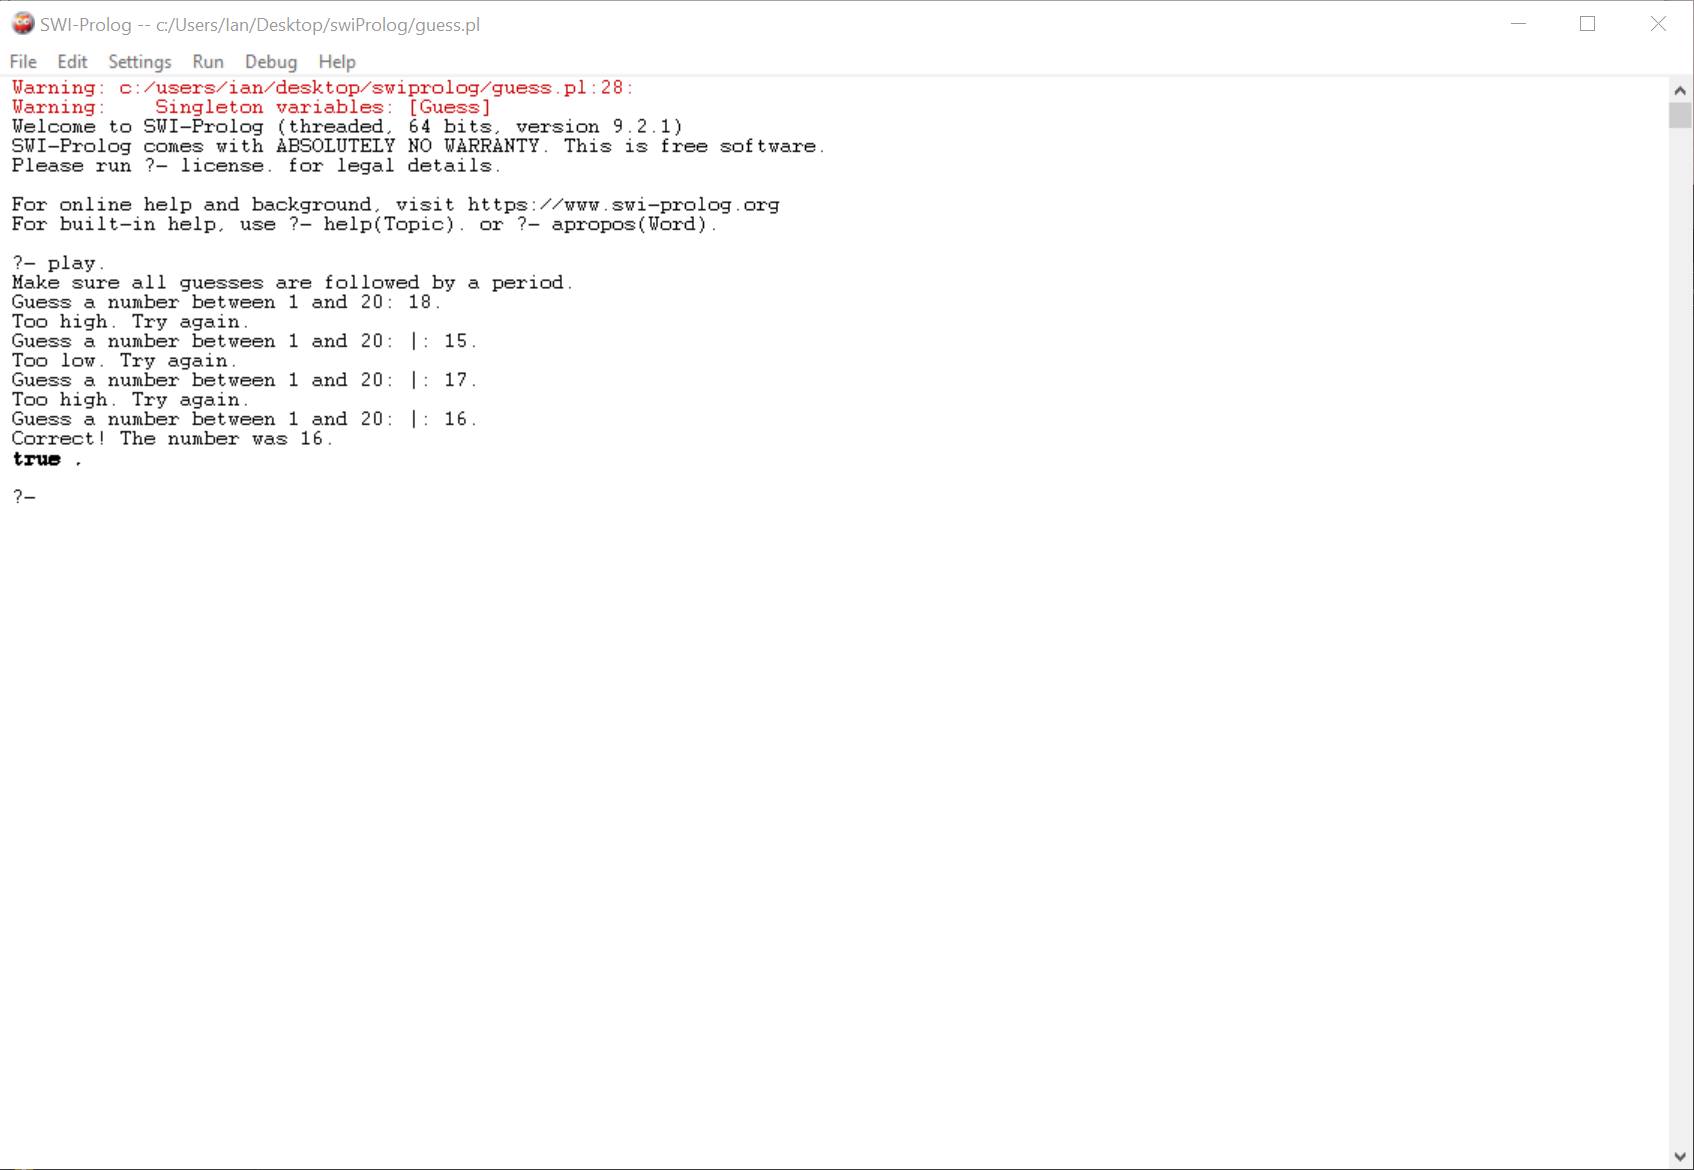 SWI-Prolog -- c:/Users/Ian/Desktop/swiProlog/guess.pl
File Edit Settings Run Debug Help
Warning: c:/users/ian/desktop/swiprolog/guess.pl:28:
Warning:    Singleton variables: [Guess]
Welcome to SWI-Prolog (threaded, 64 bits, version 9.2.1)
SWI-Prolog comes with ABSOLUTELY NO WARRANTY. This is free software.
Please run ?- license. for legal details.
For online help and background, visit https://www.swi-prolog.org
For built-in help, use ?- help(Topic). or ?- apropos(Word).
?- play.
Make sure all guesses are followed by a period.
Guess a number between 1 and 20: 18.
Too high. Try again.
Guess a number between 1 and 20: |: 15.
Too low. Try again.
Guess a number between 1 and 20: |: 17.
Too high. Try again.
Guess a number between 1 and 20: |: 16.
Correct! The number was 16.
true .
?-